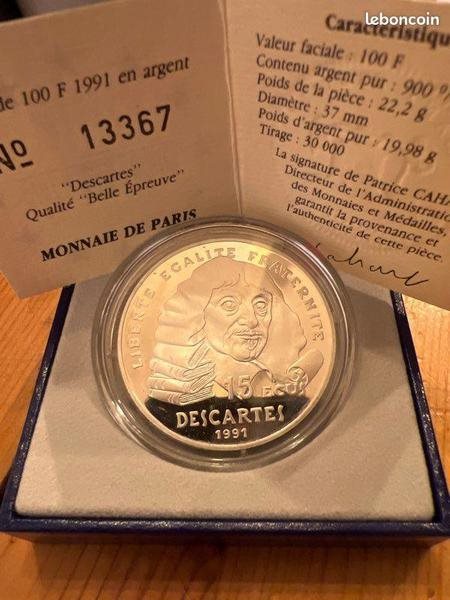 leboncoin
de 100 F 1991 en argent
No 13367
"Descartes"
Qualité "Belle Épreuve"
MONNAIE DE PARIS
Caractéristiqu
Valeur faciale : 100 F
Contenu argent pur : 900 º/
Poids de la pièce : 22,2 g
Diamètre : 37 mm
Poids d'argent pur : 19,98 g
Tirage : 30 000
La signature de Patrice CAHA
Directeur de l'Administration
des Monnaies et Médailles,
garantit la provenance et
l'authenticité de cette pièce.
LIBERTE EGALITE FRATERNITE
15 ECUS
DESCARTES
1991